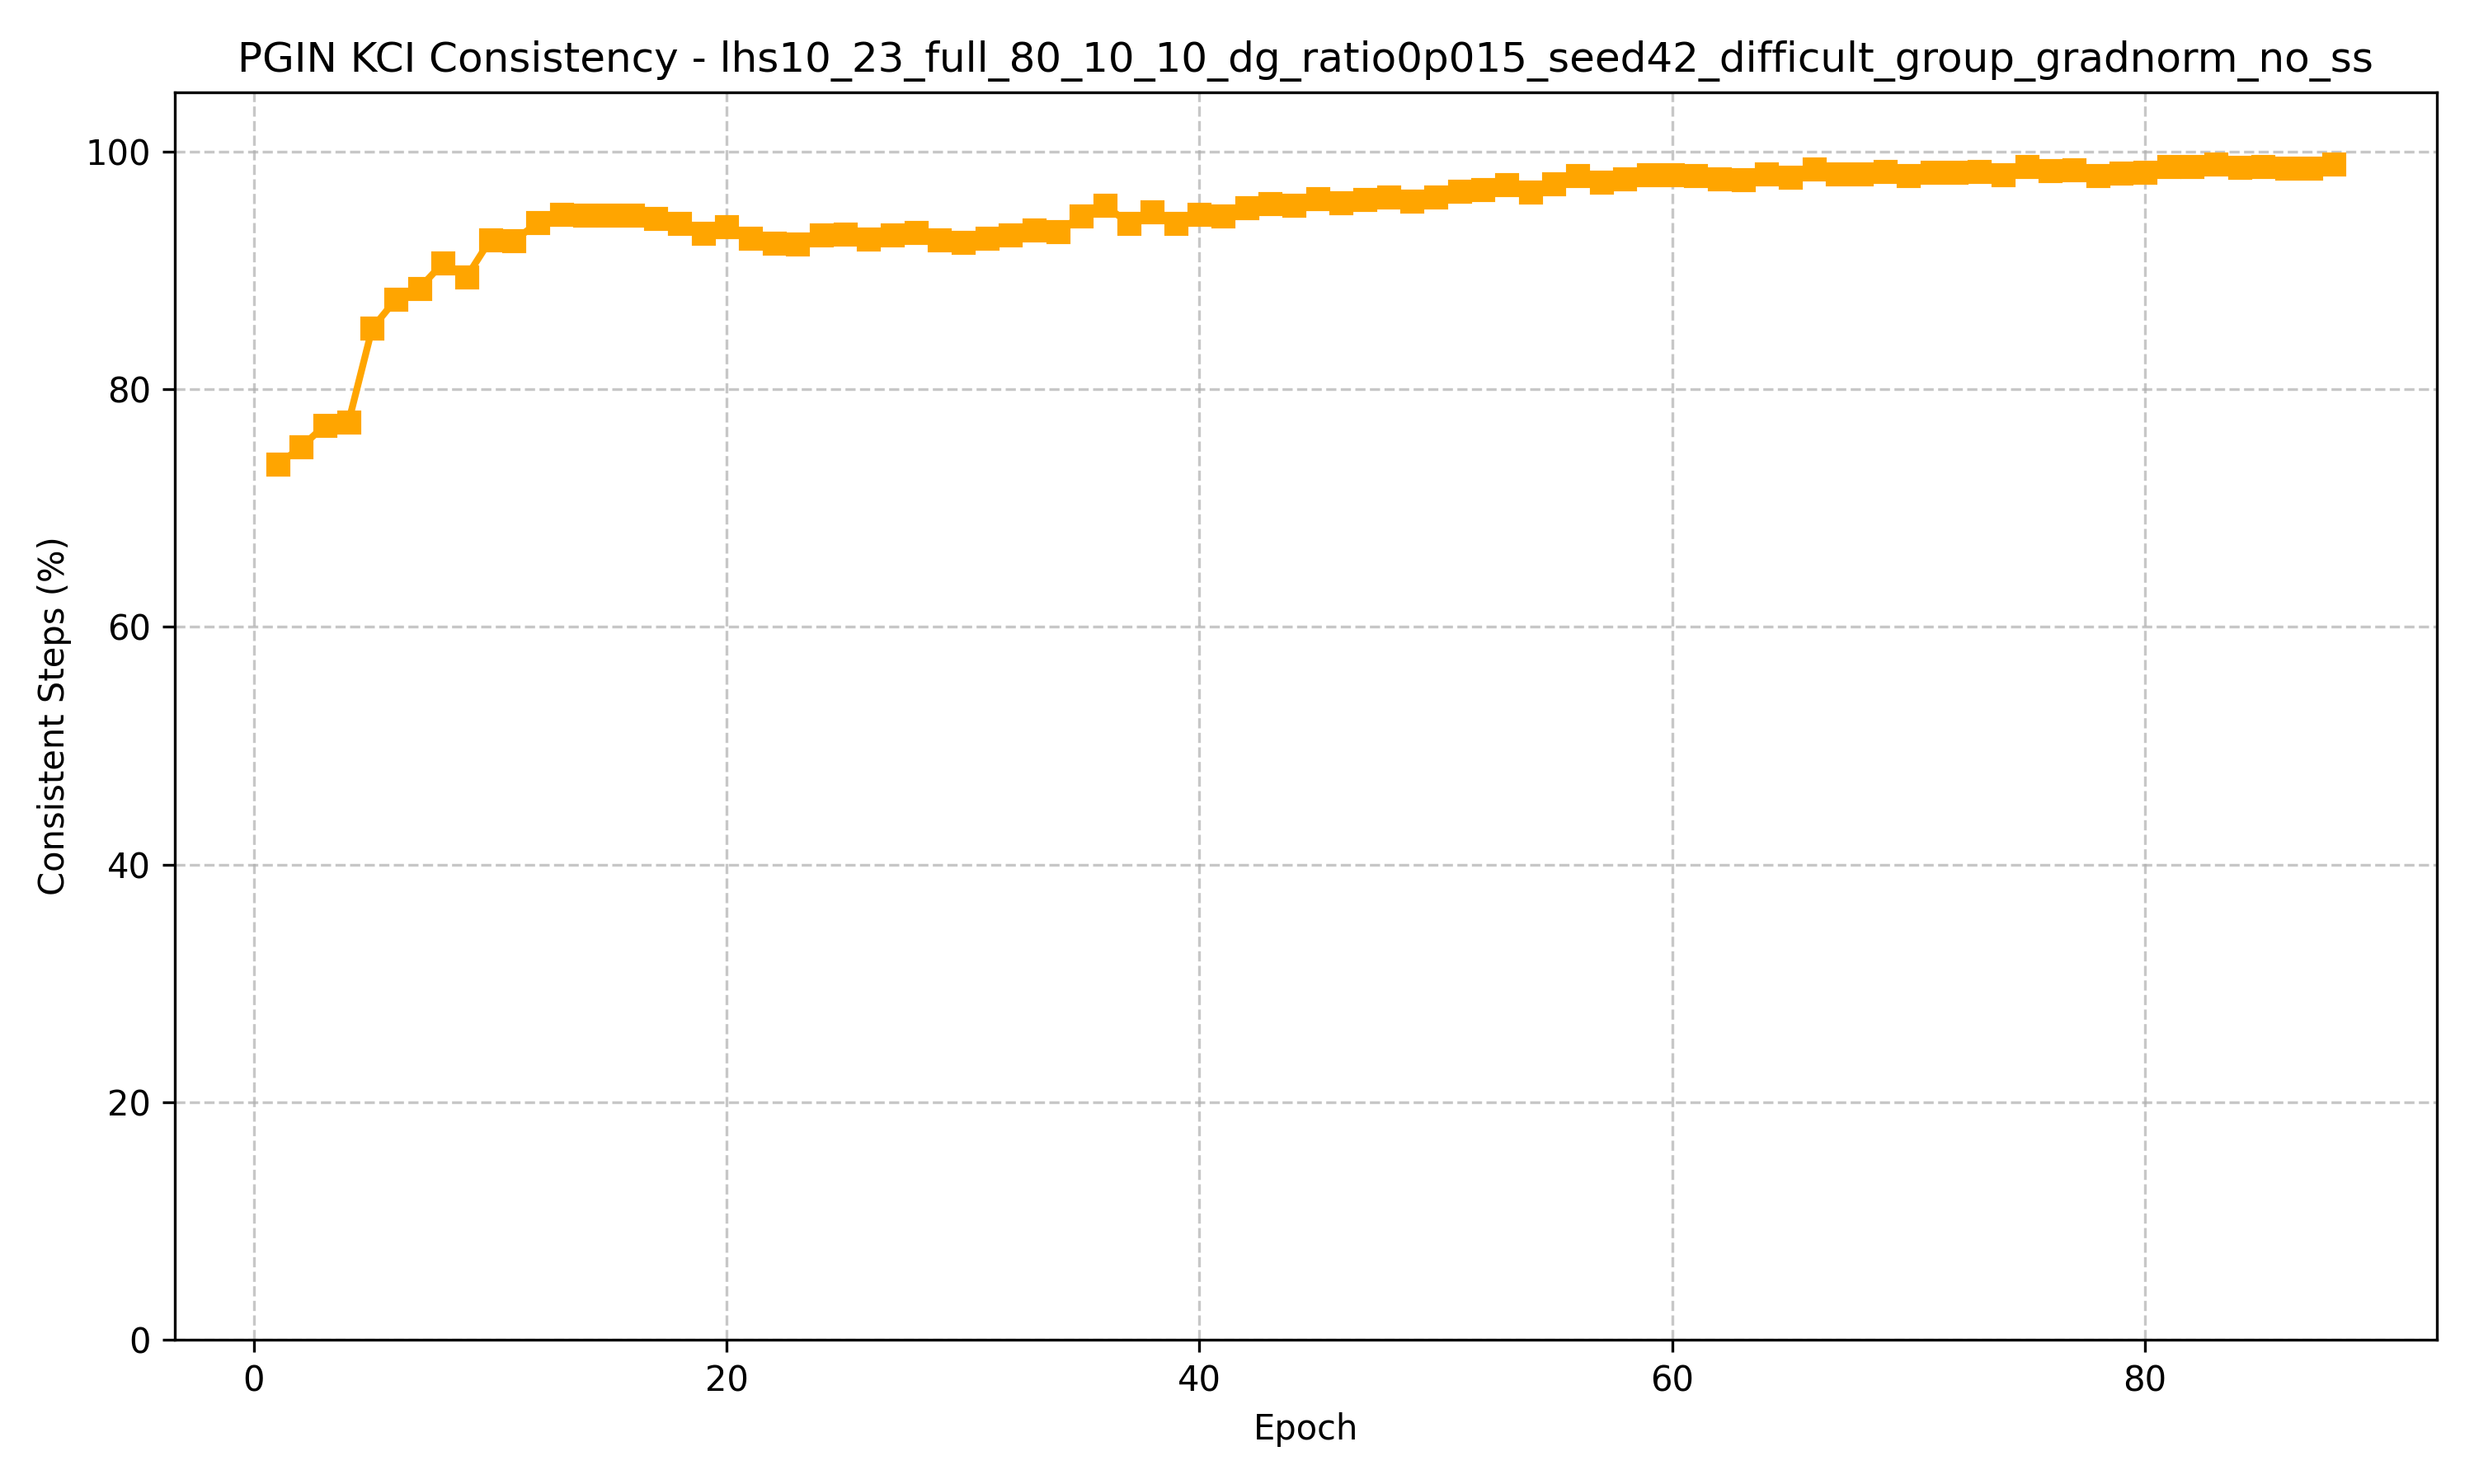 PGIN KCI Consistency - lhs10_23_full_80_10_10_dg_ratio0p015_seed42_difficult_group_gradnorm_no_ss
100
80
60
40
20
0
Consistent Steps (%)
0 20 40 60 80
Epoch